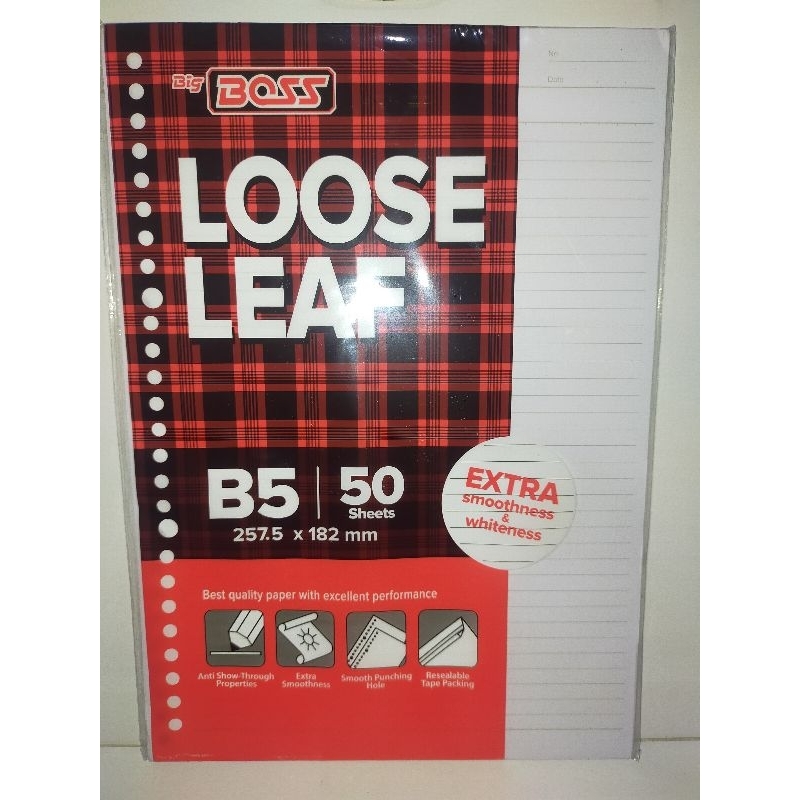 No
Date
Big BOSS
LOOSE
LEAF
B5 | 50
Sheets
257.5 x 182 mm
EXTRA
smoothness
&
whiteness
Best quality paper with excellent performance
Anti Show-Through
Properties
Extra
Smoothness
Smooth Punching
Hole
Resealable
Tape Packing